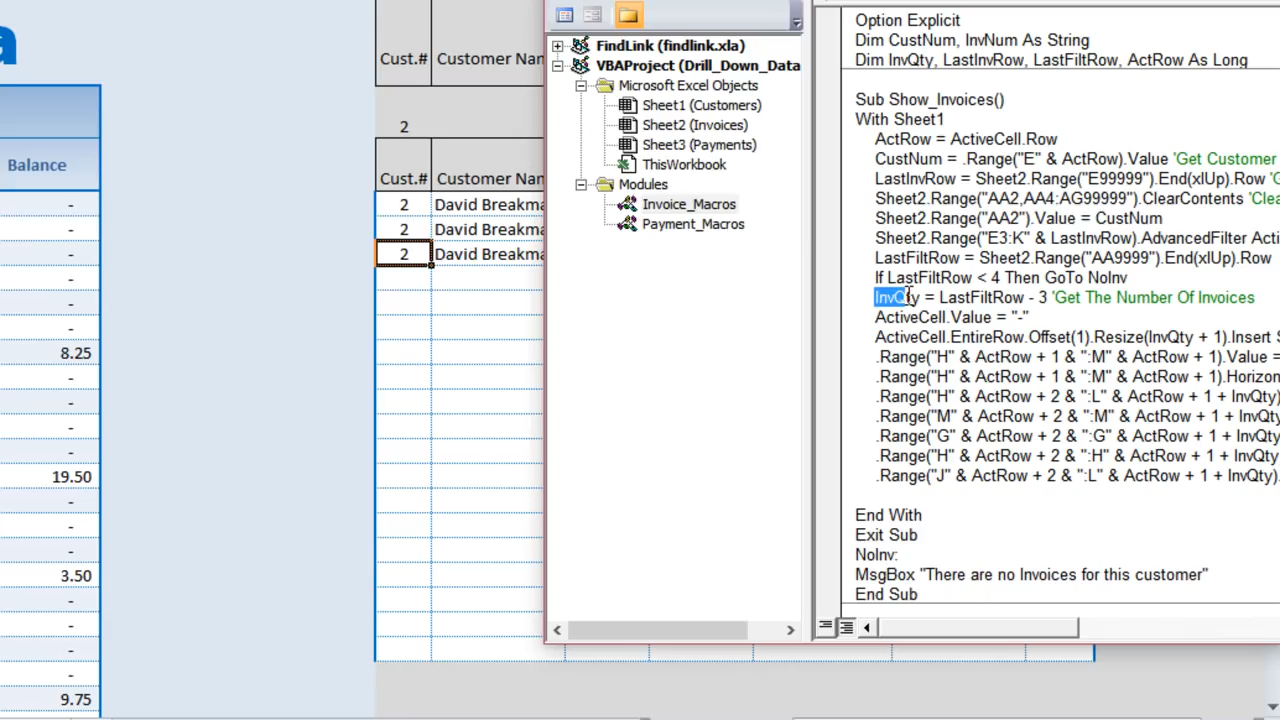 a
Balance
-
-
-
-
-
-
8.25
-
-
-
-
19.50
-
-
-
3.50
-
-
-
-
9.75
Cust.# Customer Nan
2
Cust.# Customer Nan
2 David Breakma
2 David Breakma
2 David Breakma
FindLink (findlink.xla)
VBAProject (Drill_Down_Data
Microsoft Excel Objects
Sheet1 (Customers)
Sheet2 (Invoices)
Sheet3 (Payments)
ThisWorkbook
Modules
Invoice_Macros
Payment_Macros
Option Explicit
Dim CustNum, InvNum As String
Dim InvQty, LastInvRow, LastFiltRow, ActRow As Long
Sub Show_Invoices()
With Sheet1
ActRow = ActiveCell.Row
CustNum = .Range("E" & ActRow).Value 'Get Customer
LastInvRow = Sheet2.Range("E99999").End(xlUp).Row 'G
Sheet2.Range("AA2,AA4:AG99999").ClearContents 'Clea
Sheet2.Range("AA2").Value = CustNum
Sheet2.Range("E3:K" & LastInvRow).AdvancedFilter Acti
LastFiltRow = Sheet2.Range("AA9999").End(xlUp).Row
If LastFiltRow < 4 Then GoTo NoInv
InvQty = LastFiltRow - 3 'Get The Number Of Invoices
ActiveCell.Value = "-"
ActiveCell.EntireRow.Offset(1).Resize(InvQty + 1).Insert S
.Range("H" & ActRow + 1 & ":M" & ActRow + 1).Value =
.Range("H" & ActRow + 1 & ":M" & ActRow + 1).Horizon
.Range("H" & ActRow + 2 & ":L" & ActRow + 1 + InvQty)
.Range("M" & ActRow + 2 & ":M" & ActRow + 1 + InvQty
.Range("G" & ActRow + 2 & ":G" & ActRow + 1 + InvQty
.Range("H" & ActRow + 2 & ":H" & ActRow + 1 + InvQty
.Range("J" & ActRow + 2 & ":L" & ActRow + 1 + InvQty).
End With
Exit Sub
NoInv:
MsgBox "There are no Invoices for this customer"
End Sub